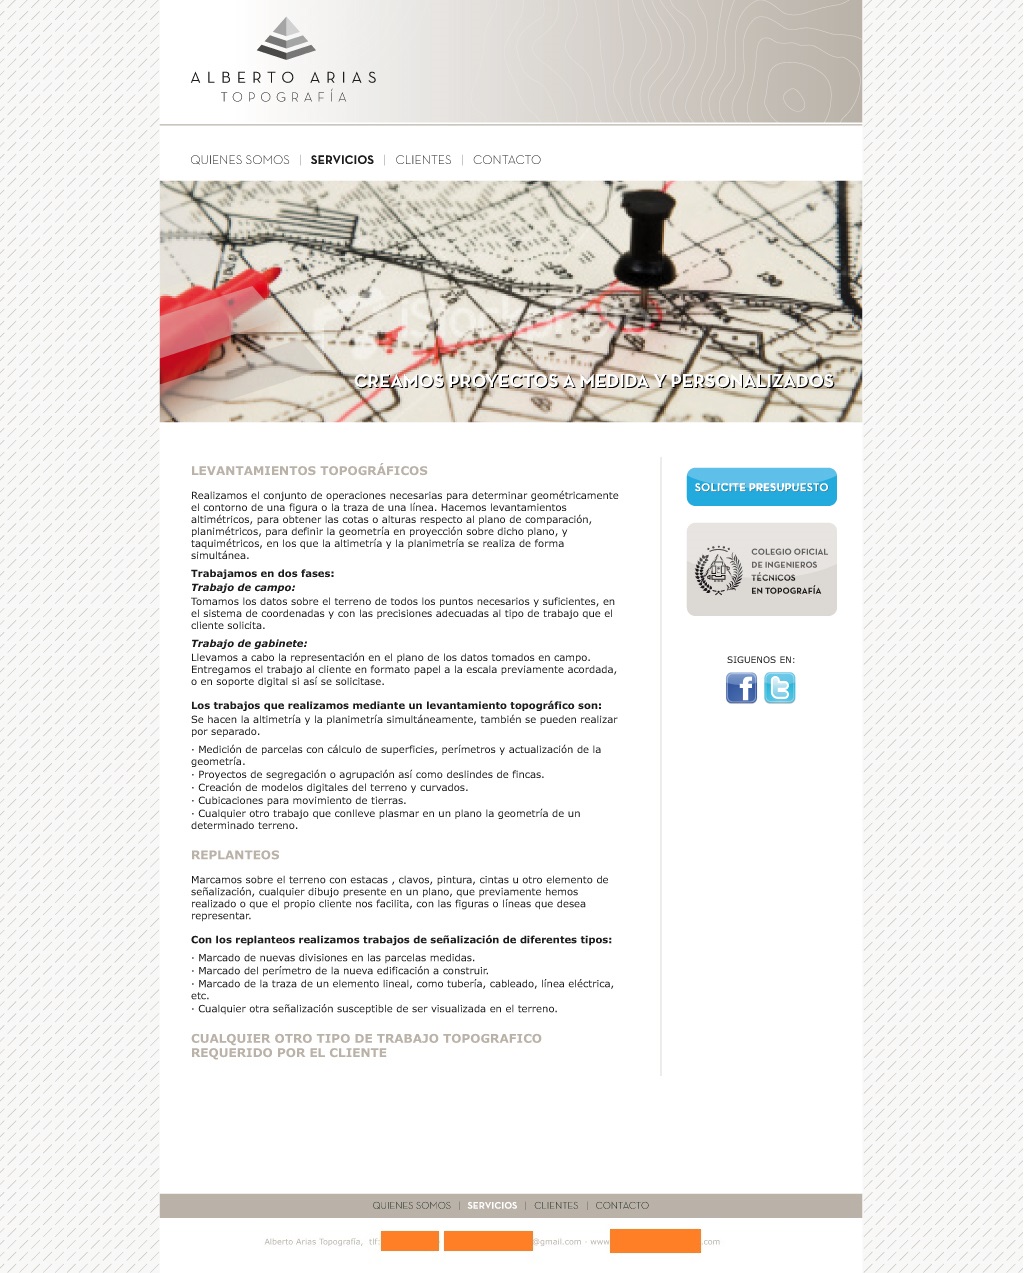 ALBERTO ARIAS
TOPOGRAFÍA
QUIENES SOMOS | SERVICIOS | CLIENTES | CONTACTO
CREAMOS PROYECTOS A MEDIDA Y PERSONALIZADOS
LEVANTAMIENTOS TOPOGRÁFICOS
Realizamos el conjunto de operaciones necesarias para determinar geométricamente
el contorno de una figura o la traza de una línea. Hacemos levantamientos
altimétricos, para obtener las cotas o alturas respecto al plano de comparación,
planimétricos, para definir la geometría en proyección sobre dicho plano, y
taquimétricos, en los que la altimetría y la planimetría se realiza de forma
simultánea.
Trabajamos en dos fases:
Trabajo de campo:
Tomamos los datos sobre el terreno de todos los puntos necesarios y suficientes, en
el sistema de coordenadas y con las precisiones adecuadas al tipo de trabajo que el
cliente solicita.
Trabajo de gabinete:
Llevamos a cabo la representación en el plano de los datos tomados en campo.
Entregamos el trabajo al cliente en formato papel a la escala previamente acordada,
o en soporte digital si así se solicitase.
Los trabajos que realizamos mediante un levantamiento topográfico son:
Se hacen la altimetría y la planimetría simultáneamente, también se pueden realizar
por separado.
· Medición de parcelas con cálculo de superficies, perímetros y actualización de la
geometría.
· Proyectos de segregación o agrupación así como deslindes de fincas.
· Creación de modelos digitales del terreno y curvados.
· Cubicaciones para movimiento de tierras.
· Cualquier otro trabajo que conlleve plasmar en un plano la geometría de un
determinado terreno.
REPLANTEOS
Marcamos sobre el terreno con estacas , clavos, pintura, cintas u otro elemento de
señalización, cualquier dibujo presente en un plano, que previamente hemos
realizado o que el propio cliente nos facilita, con las figuras o líneas que desea
representar.
Con los replanteos realizamos trabajos de señalización de diferentes tipos:
· Marcado de nuevas divisiones en las parcelas medidas.
· Marcado del perímetro de la nueva edificación a construir.
· Marcado de la traza de un elemento lineal, como tubería, cableado, línea eléctrica,
etc.
· Cualquier otra señalización susceptible de ser visualizada en el terreno.
CUALQUIER OTRO TIPO DE TRABAJO TOPOGRAFICO
REQUERIDO POR EL CLIENTE
SOLICITE PRESUPUESTO
COLEGIO OFICIAL
DE INGENIEROS
TÉCNICOS
EN TOPOGRAFÍA
SIGUENOS EN:
QUIENES SOMOS | SERVICIOS | CLIENTES | CONTACTO
Alberto Arias Topografía, tlf: @gmail.com - www. .com